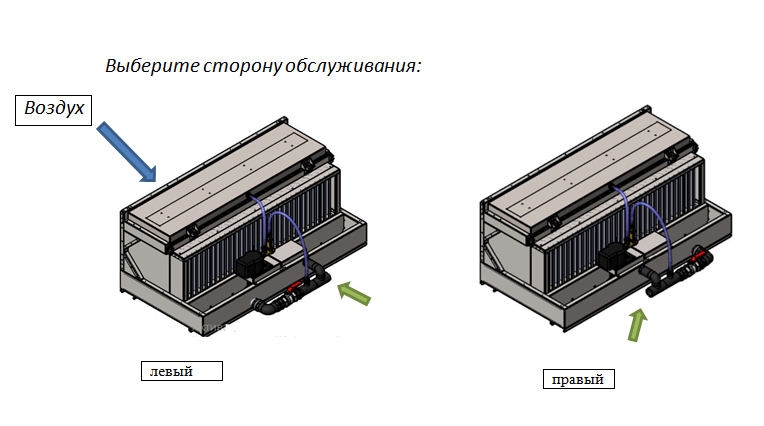 Выберите сторону обслуживания:
Воздух
левый
правый